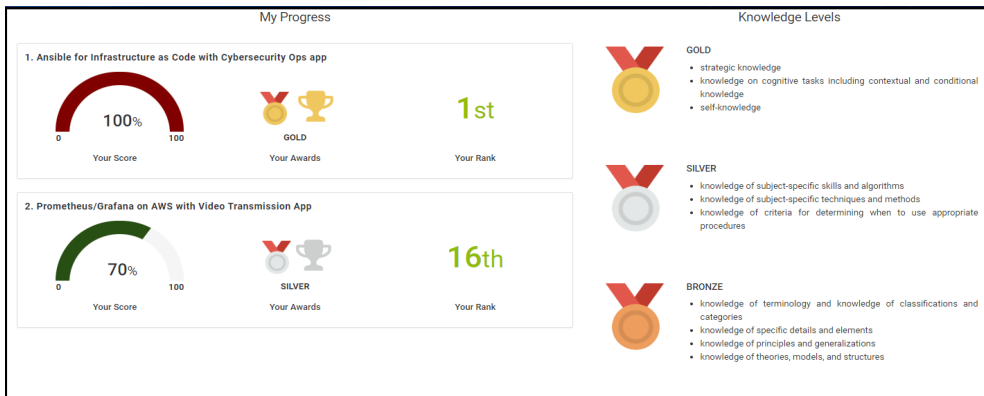 My Progress
1. Ansible for Infrastructure as Code with Cybersecurity Ops app
100%
0
100
Your Score
GOLD
Your Awards
1st
Your Rank
2. Prometheus/Grafana on AWS with Video Transmission App
70%
0
100
Your Score
SILVER
Your Awards
16th
Your Rank
Knowledge Levels
GOLD
• strategic knowledge
• knowledge on cognitive tasks including contextual and conditional
knowledge
• self-knowledge
SILVER
• knowledge of subject-specific skills and algorithms
• knowledge of subject-specific techniques and methods
• knowledge of criteria for determining when to use appropriate
procedures
BRONZE
• knowledge of terminology and knowledge of classifications and
categories
• knowledge of specific details and elements
• knowledge of principles and generalizations
• knowledge of theories, models, and structures